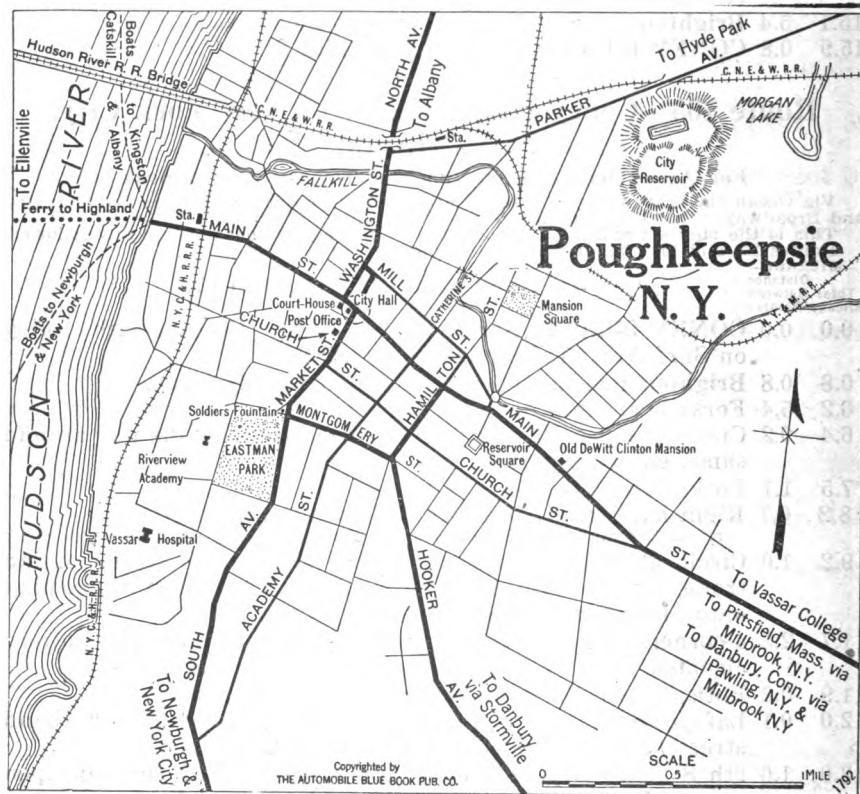 Boats to Kingston & Albany
Catskill
Hudson River R. R. Bridge
NORTH AV.
To Albany
To Hyde Park
AV.
C. N. E. & W. R. R.
C. N. E. & W. R. R.
PARKER
Sta.
MORGAN
LAKE
City
Reservoir
To Ellenville
HUDSON RIVER
FALLKILL
WASHINGTON ST.
Ferry to Highland
Sta.
MAIN ST.
Poughkeepsie
N. Y.
MILL ST.
CATHERINE ST.
Mansion
Square
N.Y. C. & H. R. R. R.
Boats to Newburgh
& New York
Court-House
City Hall
Post Office
CHURCH ST.
MARKET ST.
HAMILTON ST.
MAIN ST.
Soldiers Fountain
MONTGOMERY ST.
EASTMAN
PARK
Riverview
Academy
Reservoir
Square
Old DeWitt Clinton Mansion
CHURCH ST.
Vassar Hospital
N.Y. C. & H. R. R. R.
SOUTH AV.
ACADEMY ST.
HOOKER AV.
To Vassar College
To Pittsfield, Mass. via
Millbrook, N.Y.
To Danbury, Conn. via
Pawling, N.Y. &
Millbrook N.Y
To Newburgh &
New York City
To Danbury
via Stormville
Copyrighted by
THE AUTOMOBILE BLUE BOOK PUB. CO.
SCALE
0 0.5 1 MILE
1792